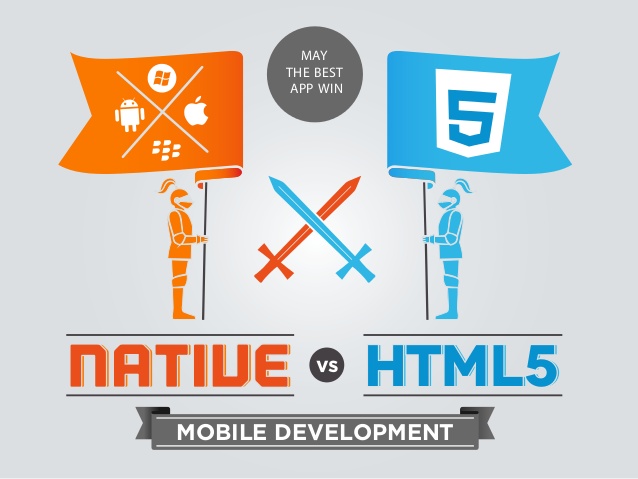 MAY
THE BEST
APP WIN
5
NATIVE vs HTML5
MOBILE DEVELOPMENT